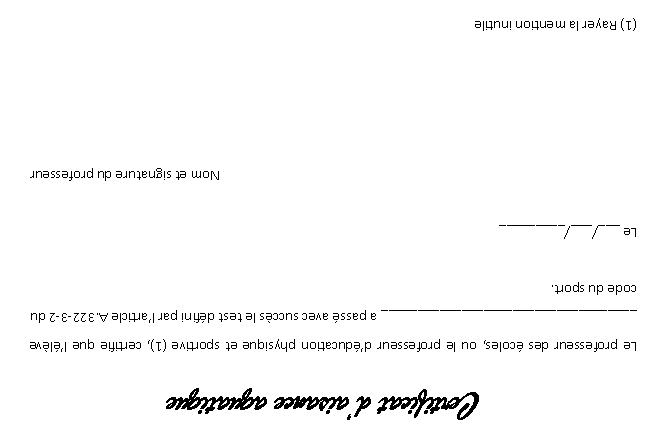 Certificat d'aisance aquatique
Le professeur des écoles, ou le professeur d'éducation physique et sportive (1), certifie que l'élève
___________________________________ a passé avec succès le test défini par l'article A.322-3-2 du
code du sport.
Le ___/___/_________
Nom et signature du professeur
(1) Rayer la mention inutile